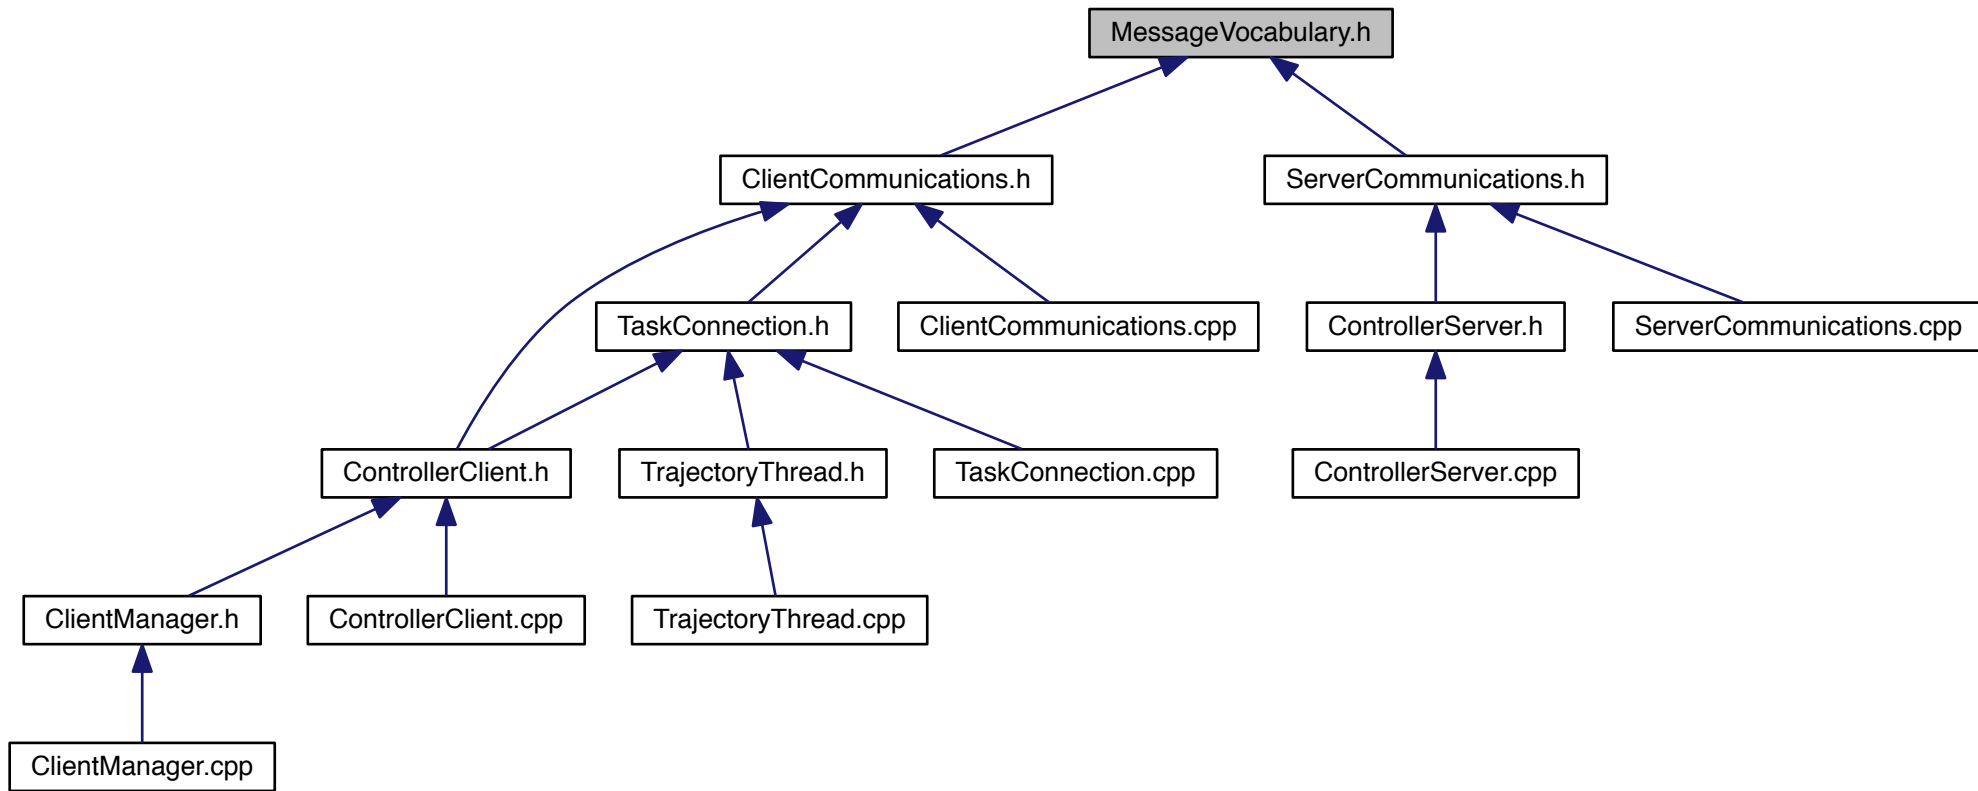 MessageVocabulary.h
ClientCommunications.h
ServerCommunications.h
TaskConnection.h
ClientCommunications.cpp
ControllerServer.h
ServerCommunications.cpp
ControllerClient.h
TrajectoryThread.h
TaskConnection.cpp
ControllerServer.cpp
ClientManager.h
ControllerClient.cpp
TrajectoryThread.cpp
ClientManager.cpp